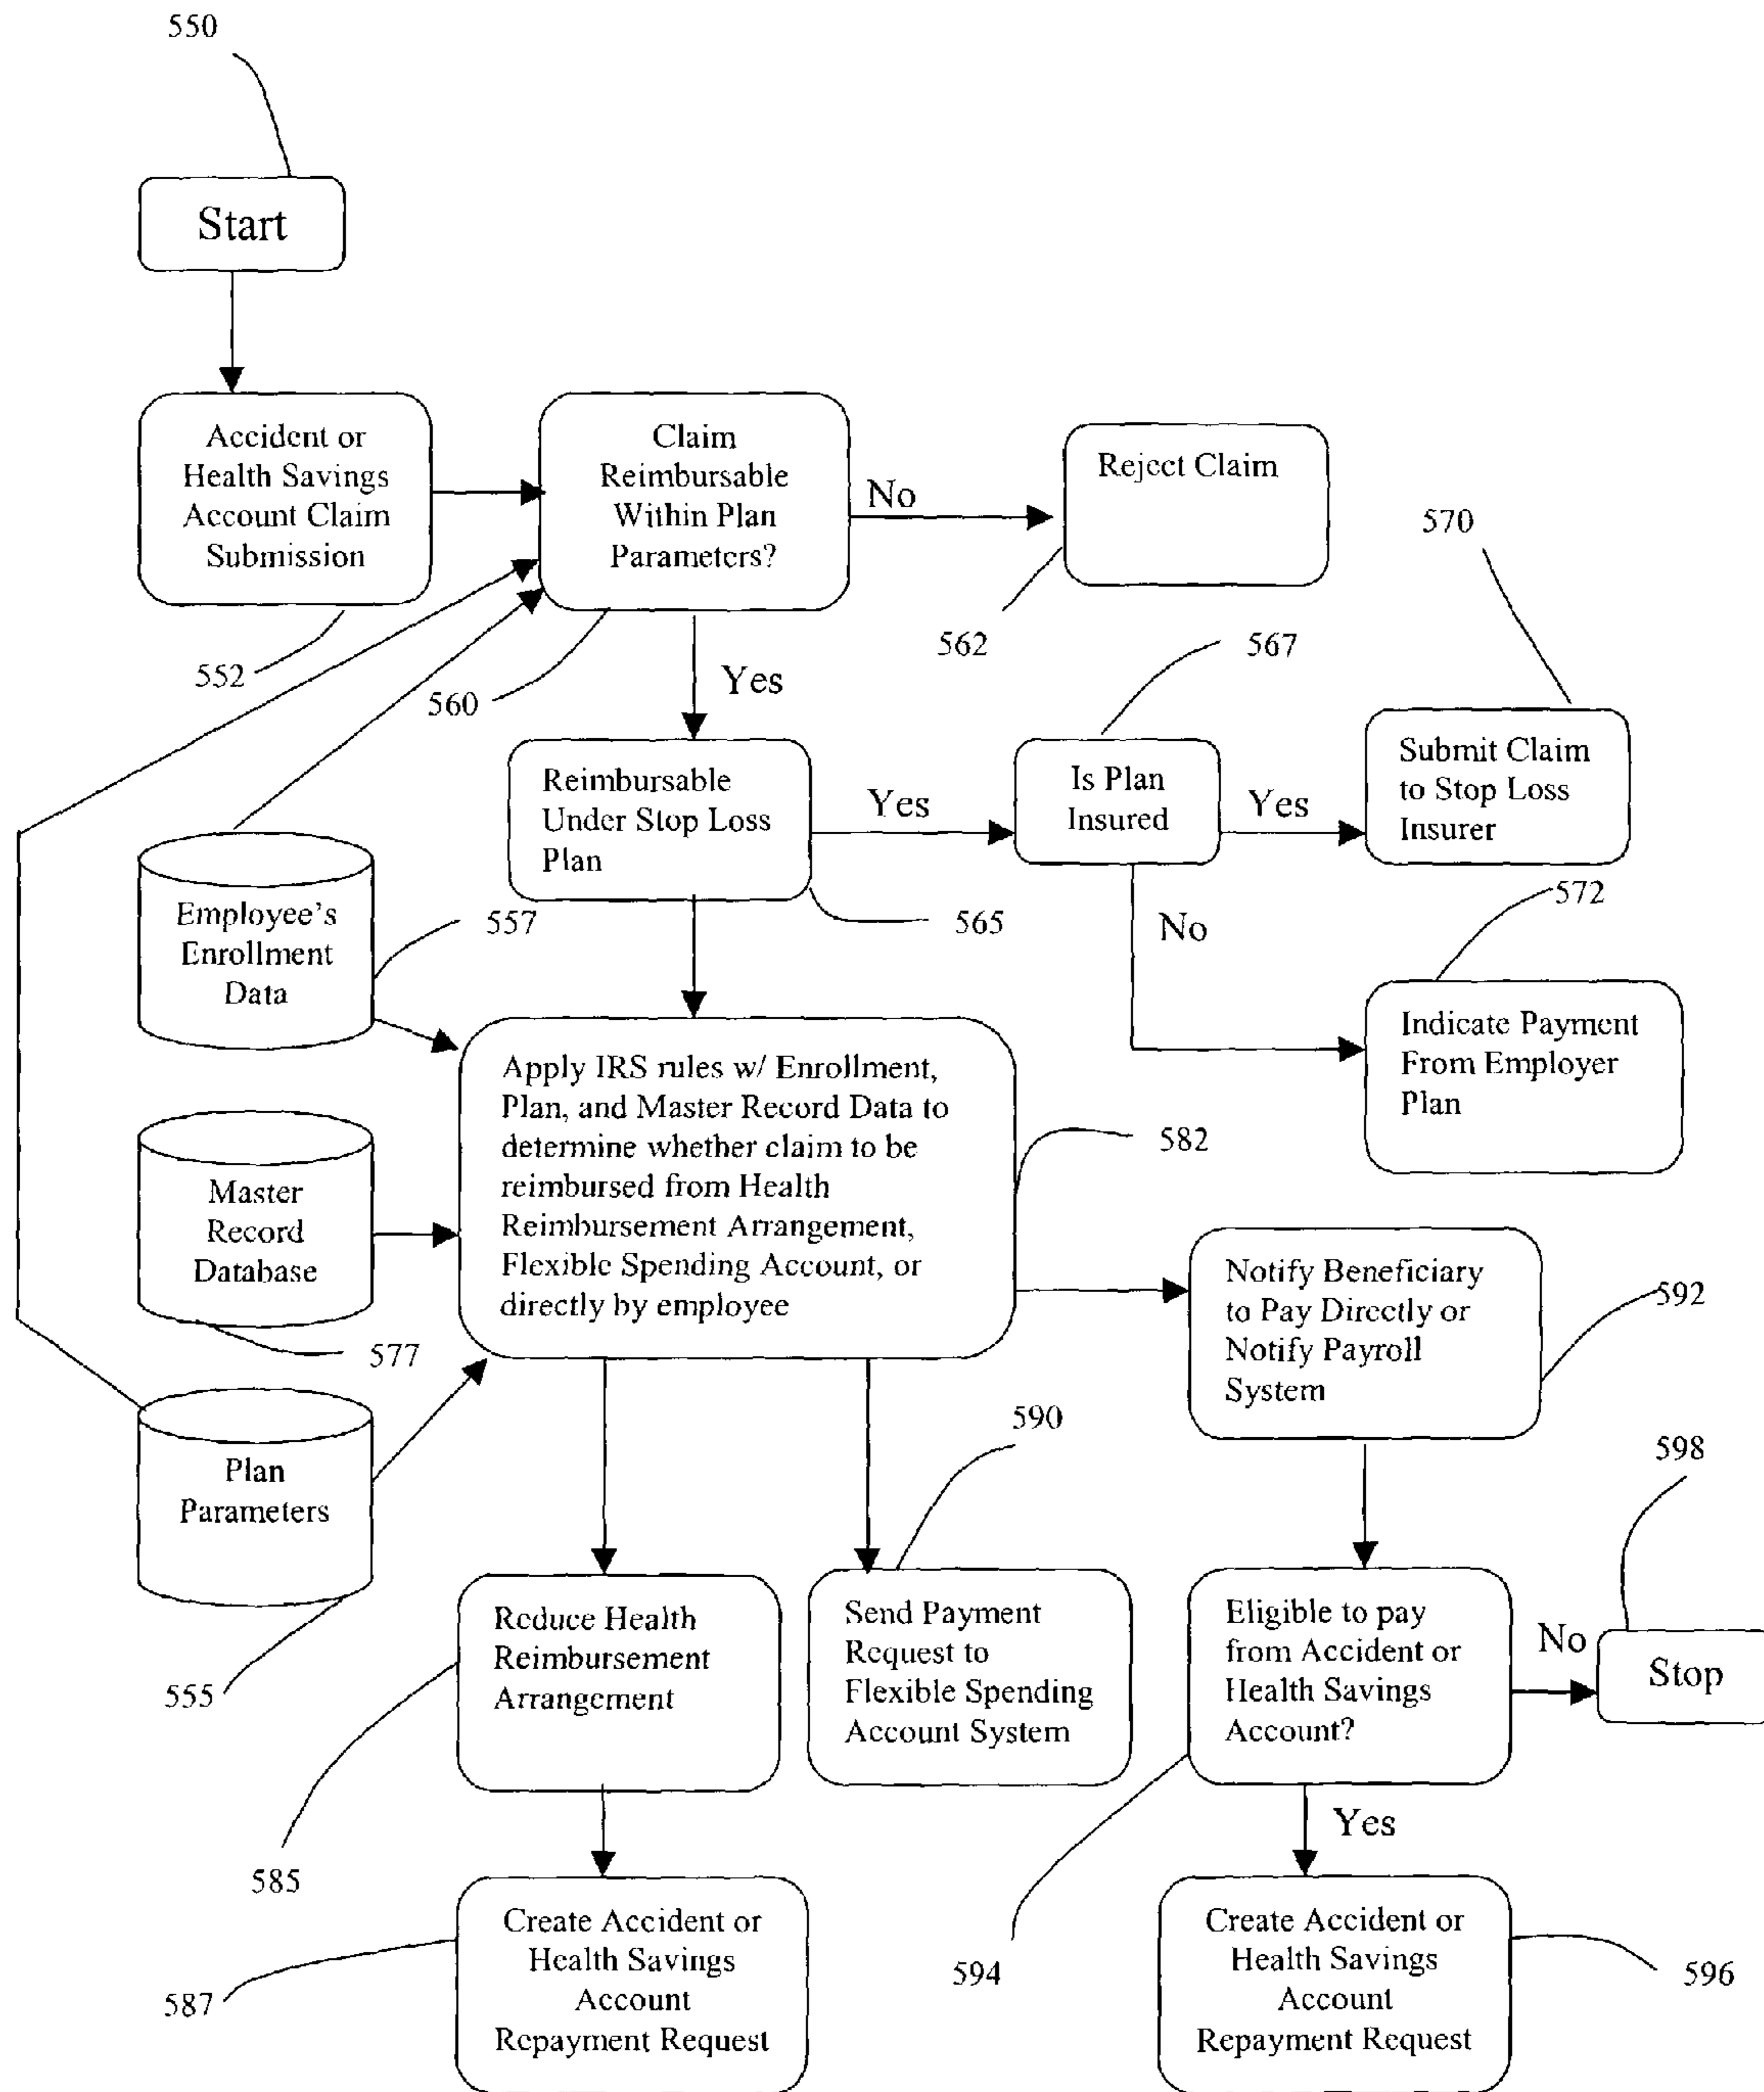 550
Start
Accident or
Health Savings
Account Claim
Submission
552
Claim
Reimbursable
Within Plan
Parameters?
560
No
Reject Claim
562
Yes
Reimbursable
Under Stop Loss
Plan
565
Yes
567
Is Plan
Insured
Yes
570
Submit Claim
to Stop Loss
Insurer
No
572
Indicate Payment
From Employer
Plan
Employee's
Enrollment
Data
557
Master
Record
Database
577
Plan
Parameters
555
Apply IRS rules w/ Enrollment,
Plan, and Master Record Data to
determine whether claim to be
reimbursed from Health
Reimbursement Arrangement,
Flexible Spending Account, or
directly by employee
582
Notify Beneficiary
to Pay Directly or
Notify Payroll
System
592
Reduce Health
Reimbursement
Arrangement
585
590
Send Payment
Request to
Flexible Spending
Account System
Eligible to pay
from Accident or
Health Savings
Account?
594
No
598
Stop
Yes
Create Accident or
Health Savings
Account
Repayment Request
587
Create Accident or
Health Savings
Account
Repayment Request
596